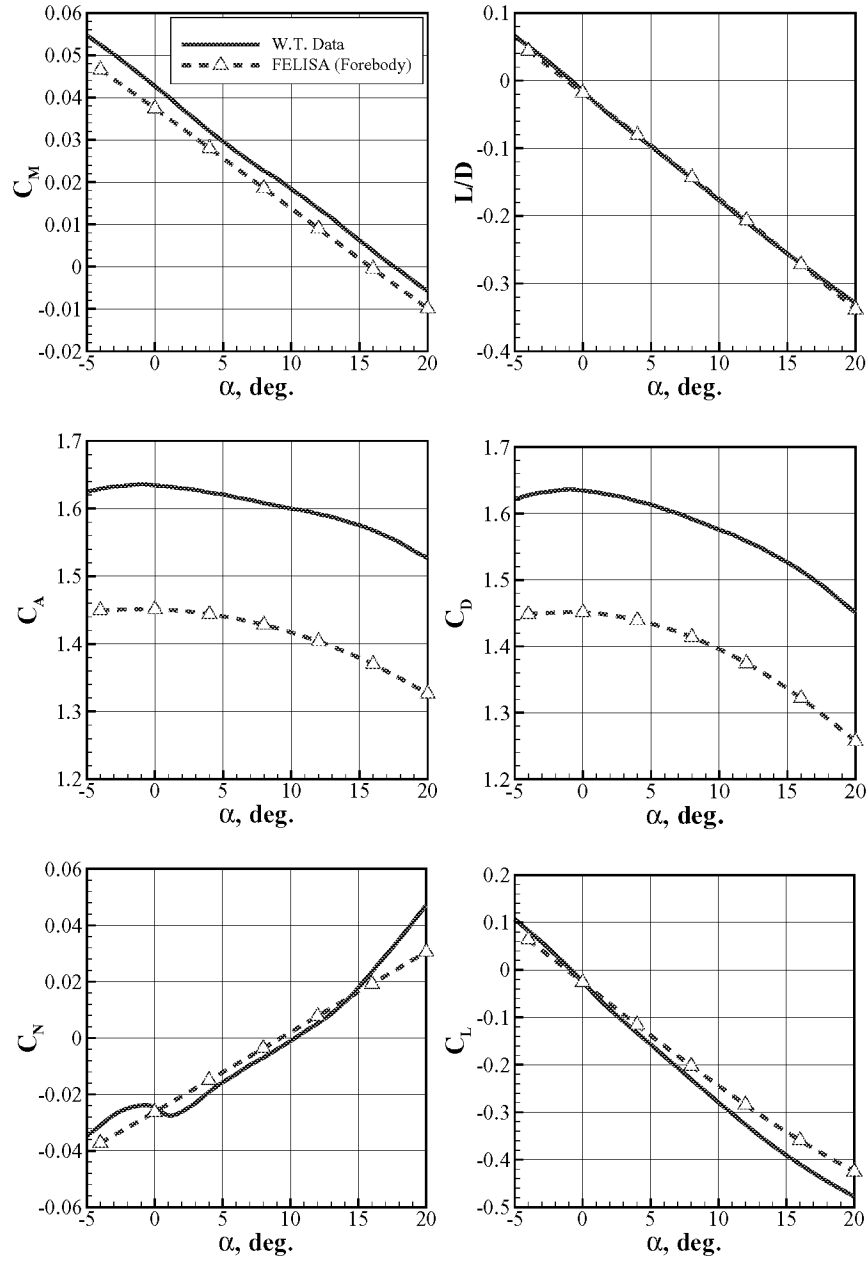 0.06
0.05
0.04
0.03
0.02
0.01
0
-0.01
-0.02
C_M
W.T. Data
FELISA (Forebody)
-5 0 5 10 15 20
α, deg.
0.1
0
-0.1
-0.2
-0.3
-0.4
L/D
-5 0 5 10 15 20
α, deg.
1.7
1.6
1.5
1.4
1.3
1.2
C_A
-5 0 5 10 15 20
α, deg.
1.7
1.6
1.5
1.4
1.3
1.2
C_D
-5 0 5 10 15 20
α, deg.
0.06
0.04
0.02
0
-0.02
-0.04
-0.06
C_N
-5 0 5 10 15 20
α, deg.
0.2
0.1
0
-0.1
-0.2
-0.3
-0.4
-0.5
C_L
-5 0 5 10 15 20
α, deg.